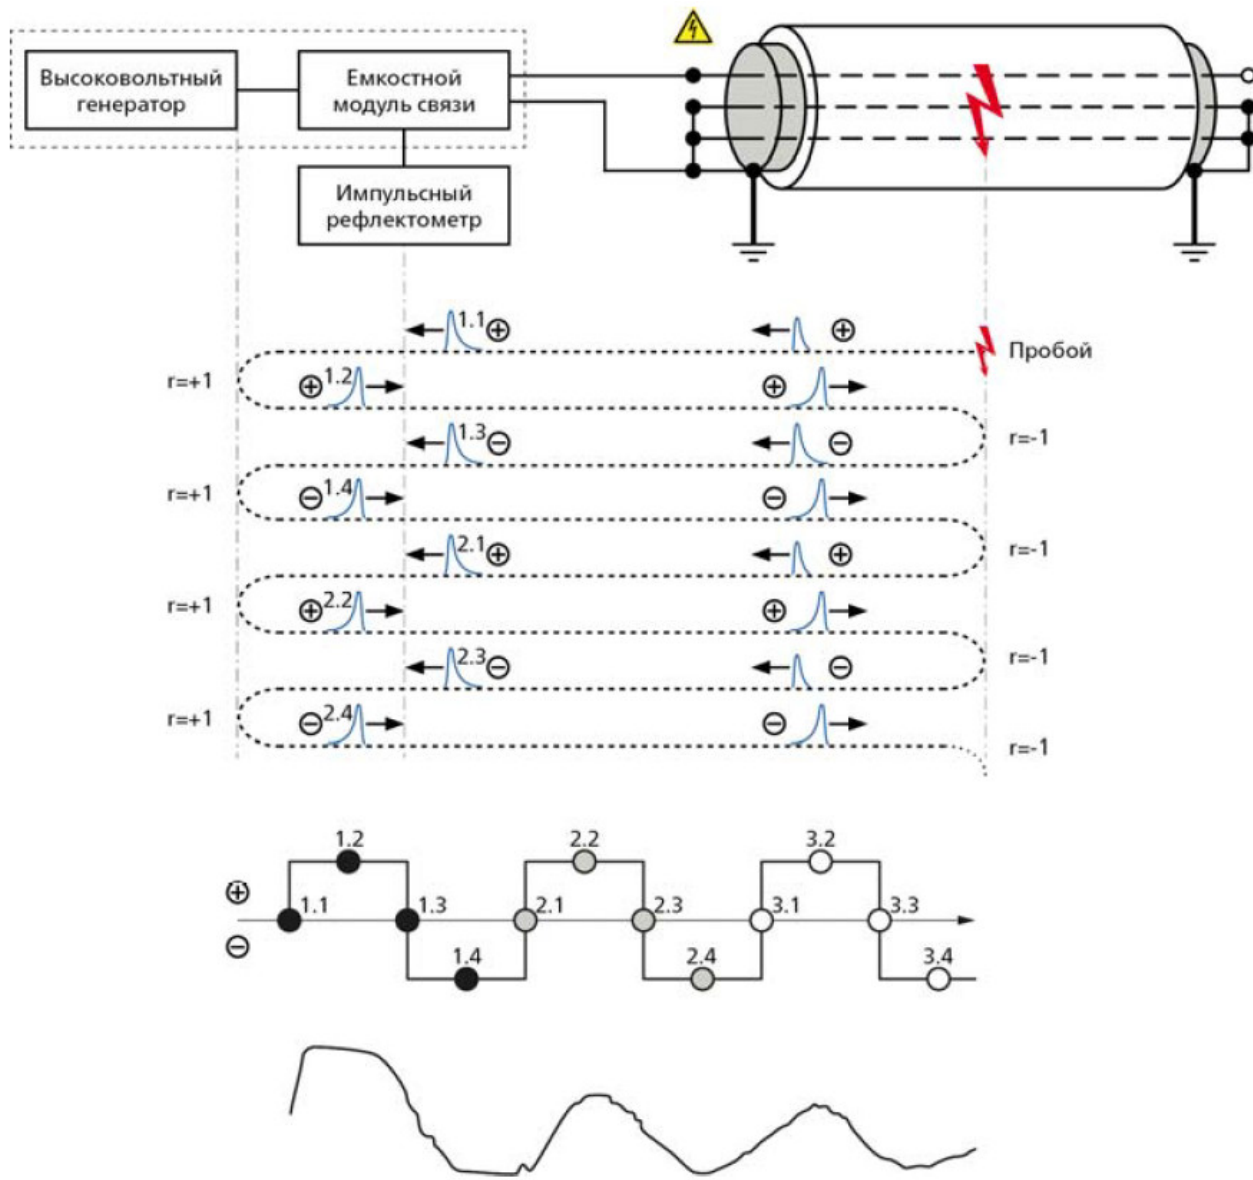 Высоковольтный
генератор
Емкостной
модуль связи
Импульсный
рефлектометр
1.1
Пробой
r=+1
1.2
1.3
r=-1
r=+1
1.4
2.1
r=-1
r=+1
2.2
2.3
r=-1
r=+1
2.4
r=-1
1.2 2.2 3.2
1.1 1.3 2.1 2.3 3.1 3.3
1.4 2.4 3.4